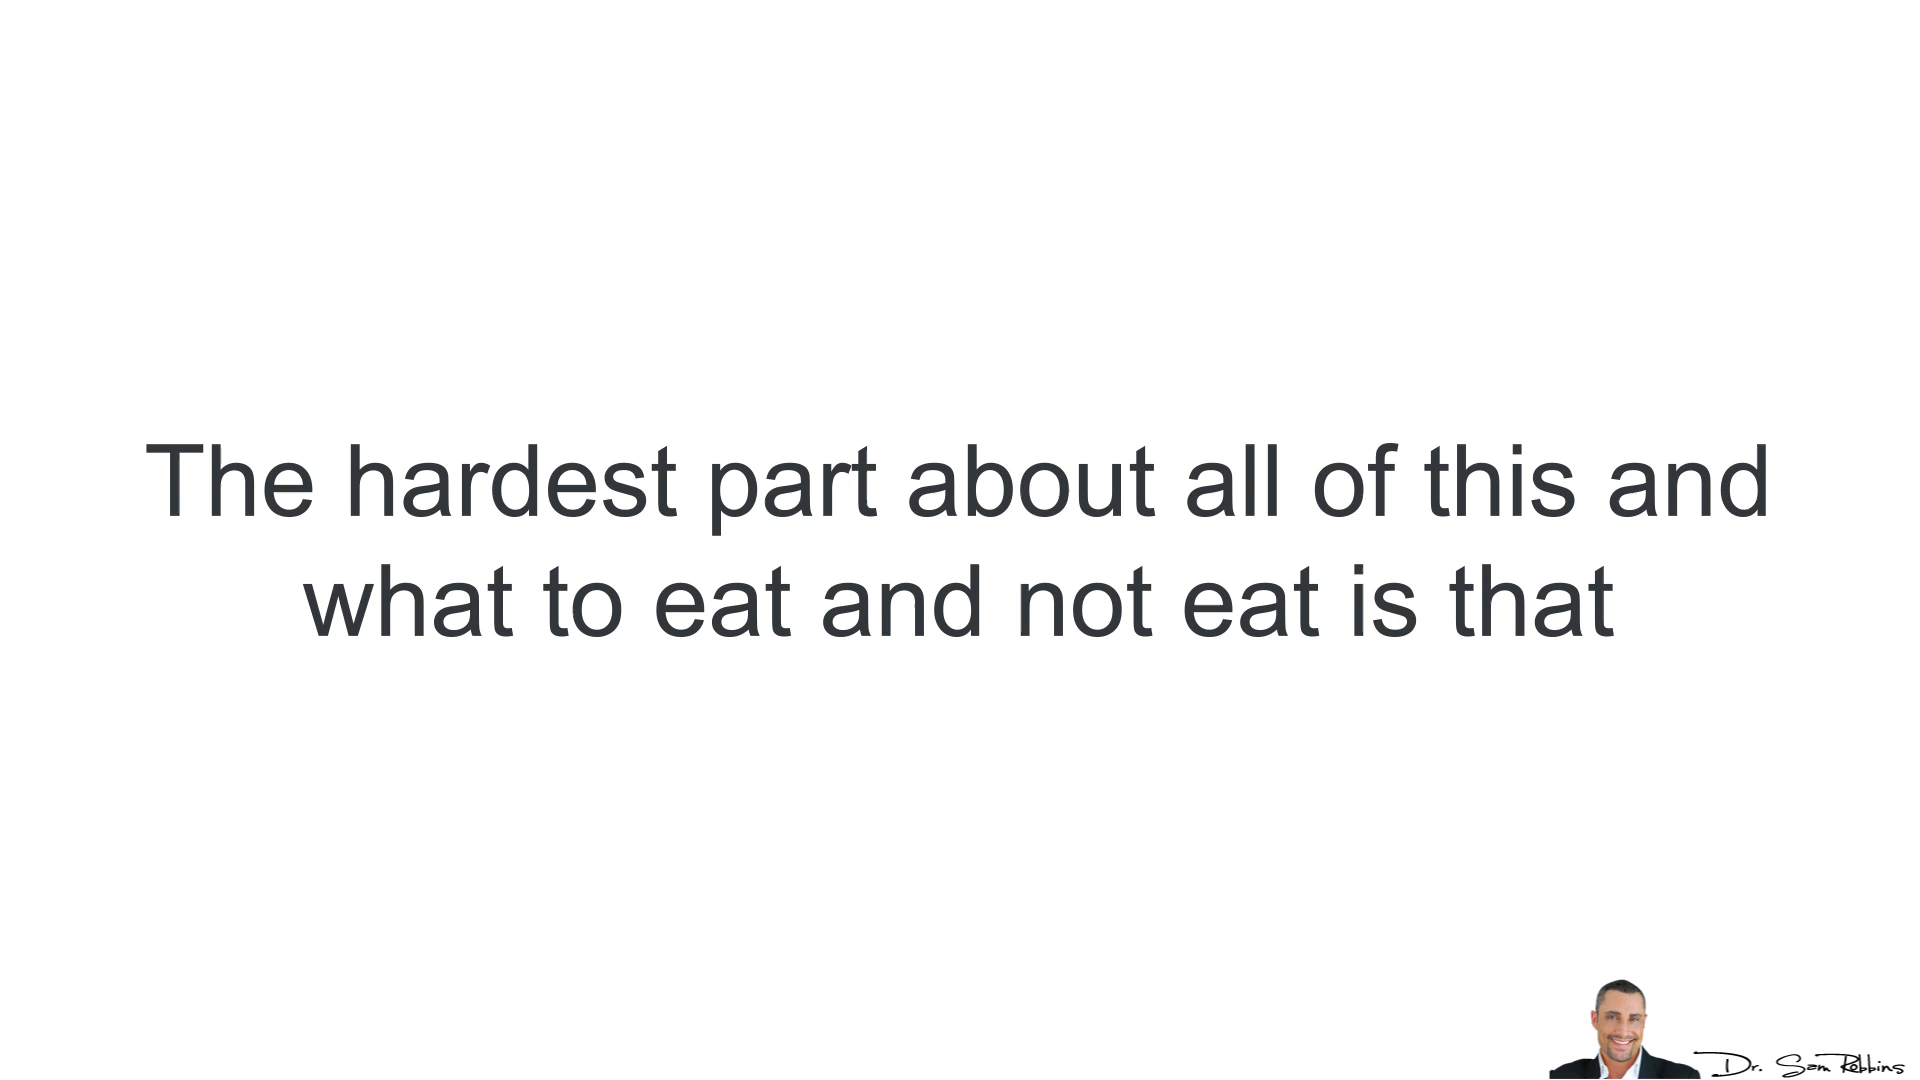 The hardest part about all of this and
what to eat and not eat is that
Dr. Sam Robbins